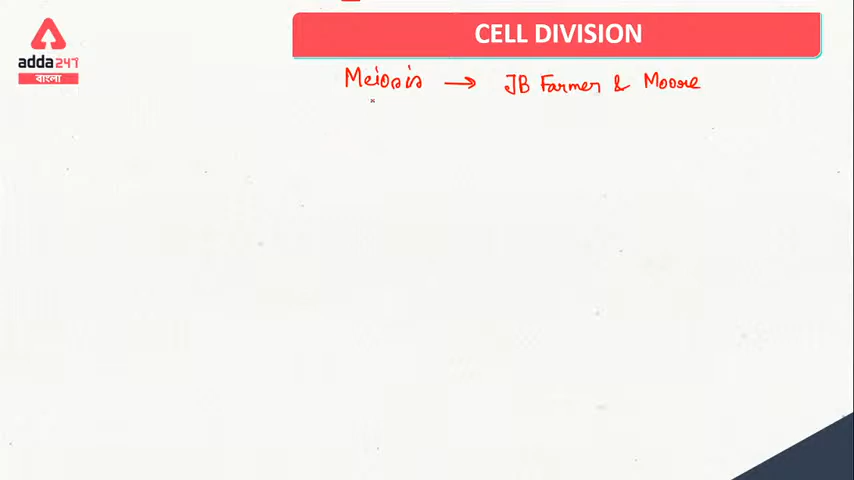 CELL DIVISION
adda247
বাংলা
Meiosis → JB Farmer & Moore